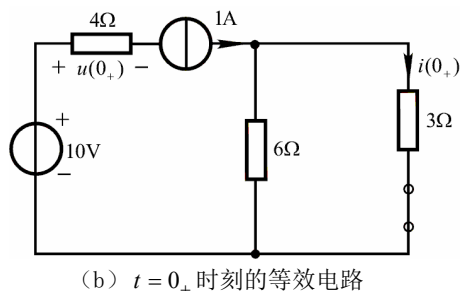 4Ω
1A
+ u(0₊) −
i(0₊)
+
10V
−
6Ω
3Ω
（b）t = 0₊ 时刻的等效电路